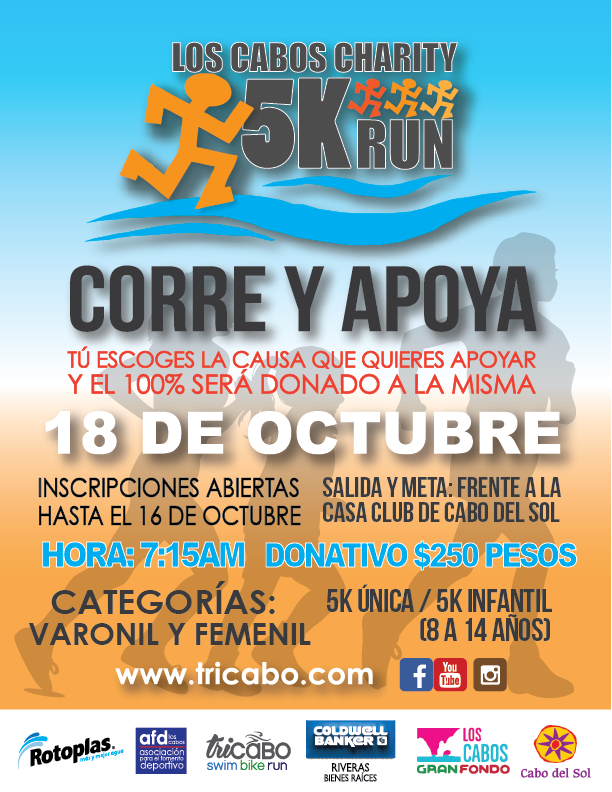 LOS CABOS CHARITY
5K RUN
CORRE Y APOYA
TÚ ESCOGES LA CAUSA QUE QUIERES APOYAR
Y EL 100% SERÁ DONADO A LA MISMA
18 DE OCTUBRE
INSCRIPCIONES ABIERTAS
HASTA EL 16 DE OCTUBRE
SALIDA Y META: FRENTE A LA
CASA CLUB DE CABO DEL SOL
HORA: 7:15AM DONATIVO $250 PESOS
CATEGORÍAS:
VARONIL Y FEMENIL
5K ÚNICA / 5K INFANTIL
(8 A 14 AÑOS)
www.tricabo.com
f
You
Tube
Rotoplas.
más y mejor agua
afd los cabos
asociación
para el fomento
deportivo
tricabo
swim bike run
COLDWELL
BANKER
RIVERAS
BIENES RAÍCES
LOS
CABOS
GRANFONDO
Cabo del Sol